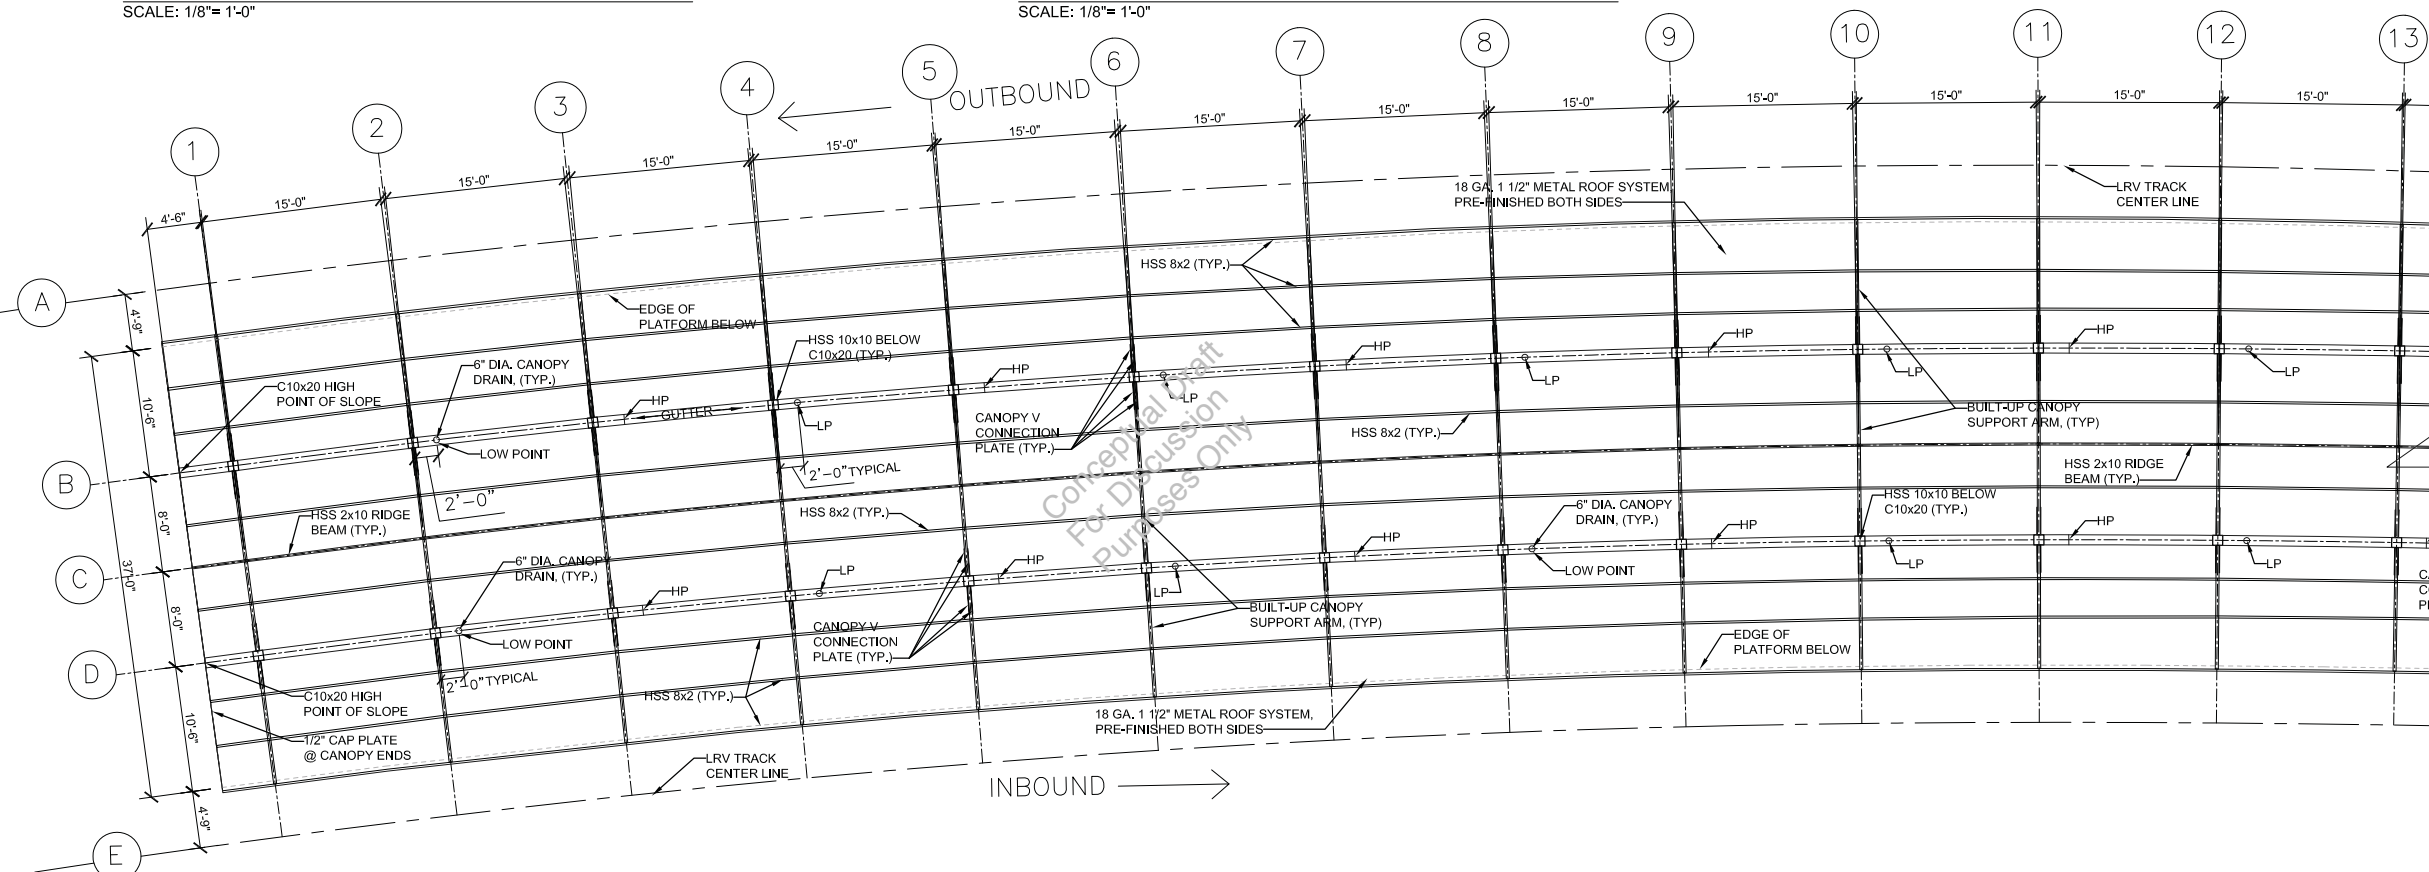 SCALE: 1/8"= 1'-0"
SCALE: 1/8"= 1'-0"
1
2
3
4
5
6
7
8
9
10
11
12
13
OUTBOUND
4'-6"
15'-0"
15'-0"
15'-0"
15'-0"
15'-0"
15'-0"
15'-0"
15'-0"
15'-0"
15'-0"
15'-0"
15'-0"
18 GA. 1 1/2" METAL ROOF SYSTEM,
PRE-FINISHED BOTH SIDES
LRV TRACK
CENTER LINE
A
4'-9"
EDGE OF
PLATFORM BELOW
HSS 8x2 (TYP.)
HSS 10x10 BELOW
C10x20 (TYP.)
6" DIA. CANOPY
DRAIN, (TYP.)
C10x20 HIGH
POINT OF SLOPE
10'-6"
HP
GUTTER
HP
HP
HP
HP
LP
LP
LP
LP
LP
LOW POINT
CANOPY V
CONNECTION
PLATE (TYP.)
HSS 8x2 (TYP.)
BUILT-UP CANOPY
SUPPORT ARM, (TYP)
B
2'-0"
2'-0" TYPICAL
HSS 2x10 RIDGE
BEAM (TYP.)
8'-0"
HSS 2x10 RIDGE
BEAM (TYP.)
HSS 8x2 (TYP.)
Conceptual Draft
For Discussion
Purposes Only
6" DIA. CANOPY
DRAIN, (TYP.)
HSS 10x10 BELOW
C10x20 (TYP.)
C
37'-0"
8'-0"
6" DIA. CANOPY
DRAIN, (TYP.)
HP
HP
HP
HP
HP
LP
LP
LP
LP
LOW POINT
LOW POINT
BUILT-UP CANOPY
SUPPORT ARM, (TYP)
CANOPY V
CONNECTION
PLATE (TYP.)
EDGE OF
PLATFORM BELOW
D
2'-0" TYPICAL
C10x20 HIGH
POINT OF SLOPE
HSS 8x2 (TYP.)
10'-6"
1/2" CAP PLATE
@ CANOPY ENDS
18 GA. 1 1/2" METAL ROOF SYSTEM,
PRE-FINISHED BOTH SIDES
LRV TRACK
CENTER LINE
INBOUND
4'-9"
E